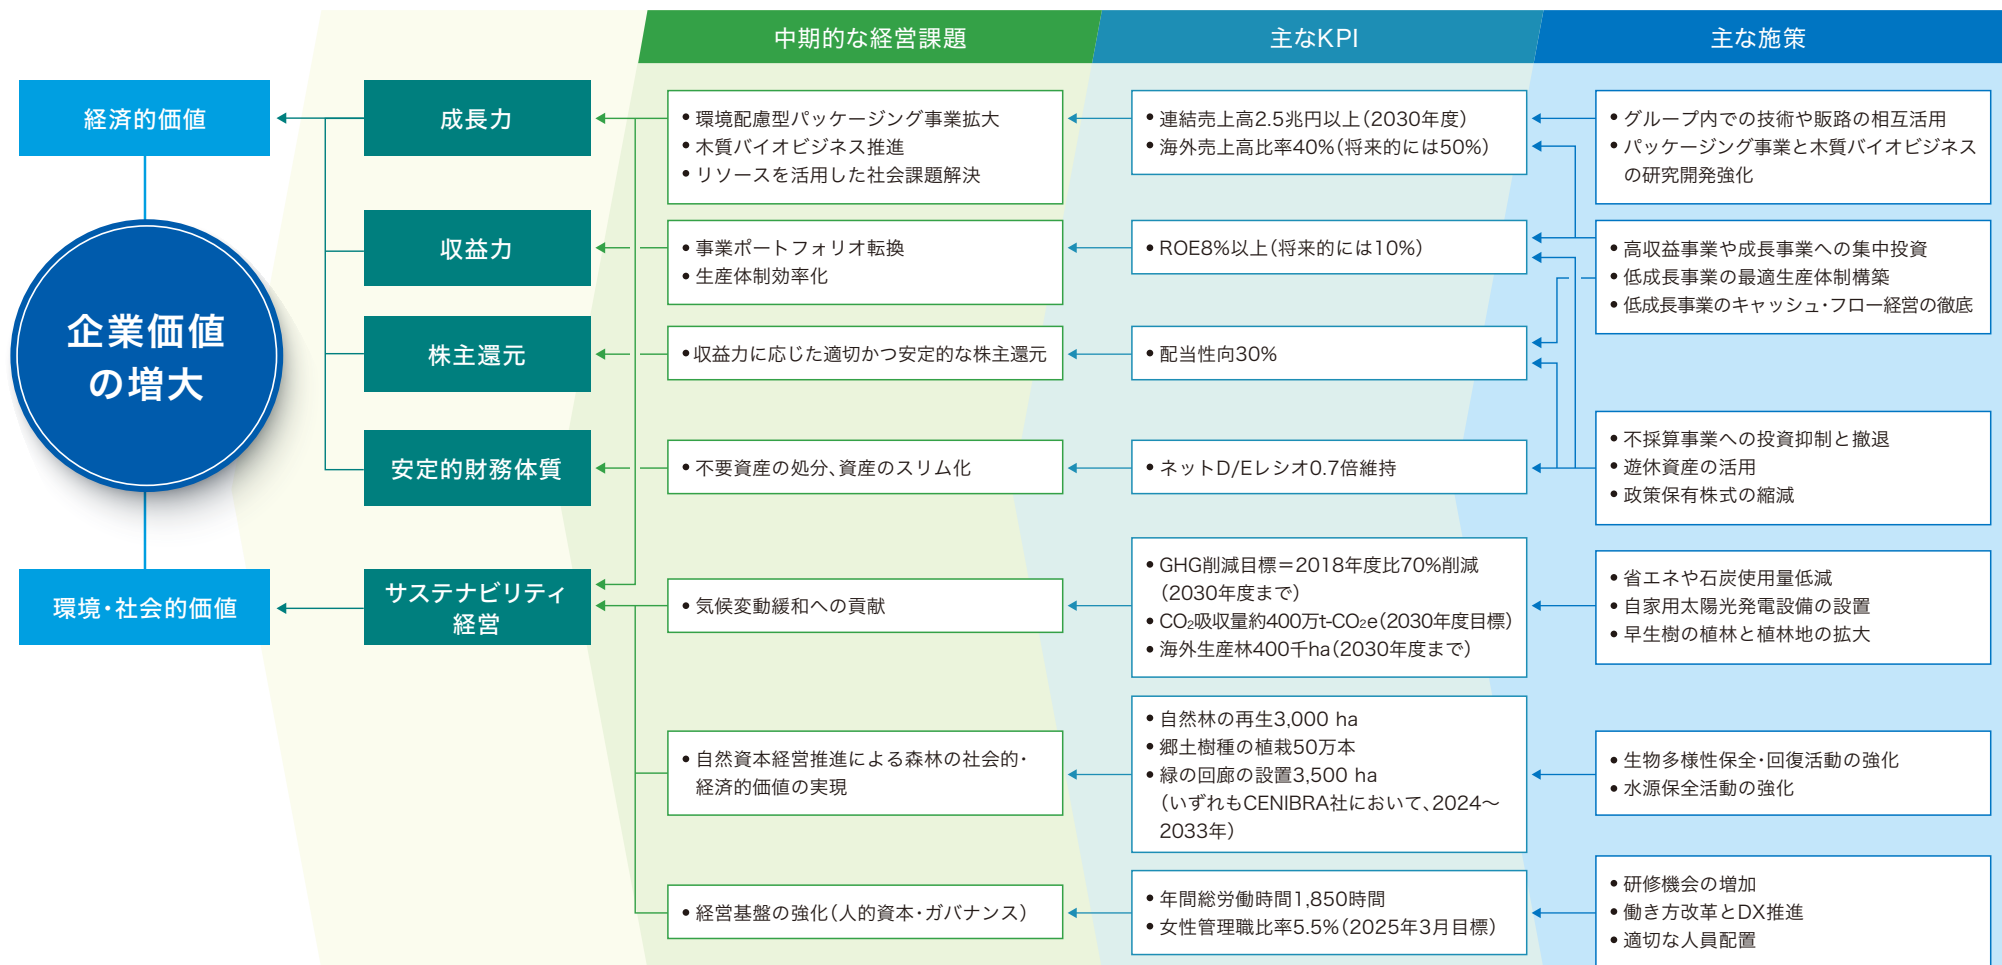 中期的な経営課題
主なKPI
主な施策
経済的価値
企業価値
の増大
環境・社会的価値
成長力
収益力
株主還元
安定的財務体質
サステナビリティ
経営
• 環境配慮型パッケージング事業拡大
• 木質バイオビジネス推進
• リソースを活用した社会課題解決
• 連結売上高2.5兆円以上（2030年度）
• 海外売上高比率40%（将来的には50%）
• グループ内での技術や販路の相互活用
• パッケージング事業と木質バイオビジネス
の研究開発強化
• 事業ポートフォリオ転換
• 生産体制効率化
• ROE8%以上（将来的には10%）
• 高収益事業や成長事業への集中投資
• 低成長事業の最適生産体制構築
• 低成長事業のキャッシュ・フロー経営の徹底
• 収益力に応じた適切かつ安定的な株主還元
• 配当性向30%
• 不要資産の処分、資産のスリム化
• ネットD/Eレシオ0.7倍維持
• 不採算事業への投資抑制と撤退
• 遊休資産の活用
• 政策保有株式の縮減
• 気候変動緩和への貢献
• GHG削減目標＝2018年度比70%削減
（2030年度まで）
• CO₂吸収量約400万t-CO₂e（2030年度目標）
• 海外生産林400千ha（2030年度まで）
• 省エネや石炭使用量低減
• 自家用太陽光発電設備の設置
• 早生樹の植林と植林地の拡大
• 自然資本経営推進による森林の社会的・
経済的価値の実現
• 自然林の再生3,000 ha
• 郷土樹種の植栽50万本
• 緑の回廊の設置3,500 ha
（いずれもCENIBRA社において、2024～
2033年）
• 生物多様性保全・回復活動の強化
• 水源保全活動の強化
• 経営基盤の強化（人的資本・ガバナンス）
• 年間総労働時間1,850時間
• 女性管理職比率5.5%（2025年3月目標）
• 研修機会の増加
• 働き方改革とDX推進
• 適切な人員配置